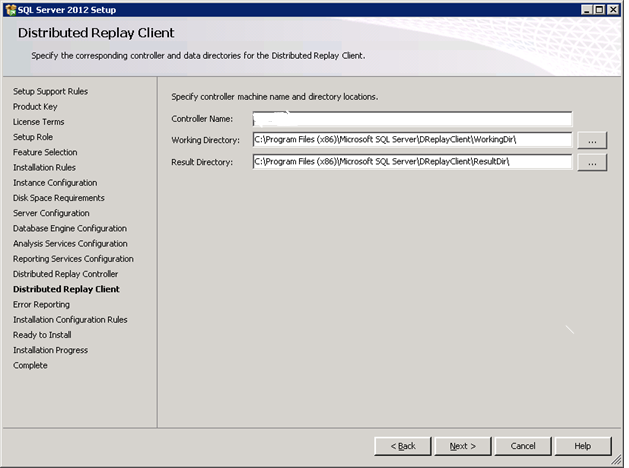 SQL Server 2012 Setup
Distributed Replay Client
Specify the corresponding controller and data directories for the Distributed Replay Client.
Setup Support Rules
Product Key
License Terms
Setup Role
Feature Selection
Installation Rules
Instance Configuration
Disk Space Requirements
Server Configuration
Database Engine Configuration
Analysis Services Configuration
Reporting Services Configuration
Distributed Replay Controller
Distributed Replay Client
Error Reporting
Installation Configuration Rules
Ready to Install
Installation Progress
Complete
Specify controller machine name and directory locations.
Controller Name:
Working Directory: C:\Program Files (x86)\Microsoft SQL Server\DReplayClient\WorkingDir\ ...
Result Directory: C:\Program Files (x86)\Microsoft SQL Server\DReplayClient\ResultDir\ ...
< Back Next > Cancel Help